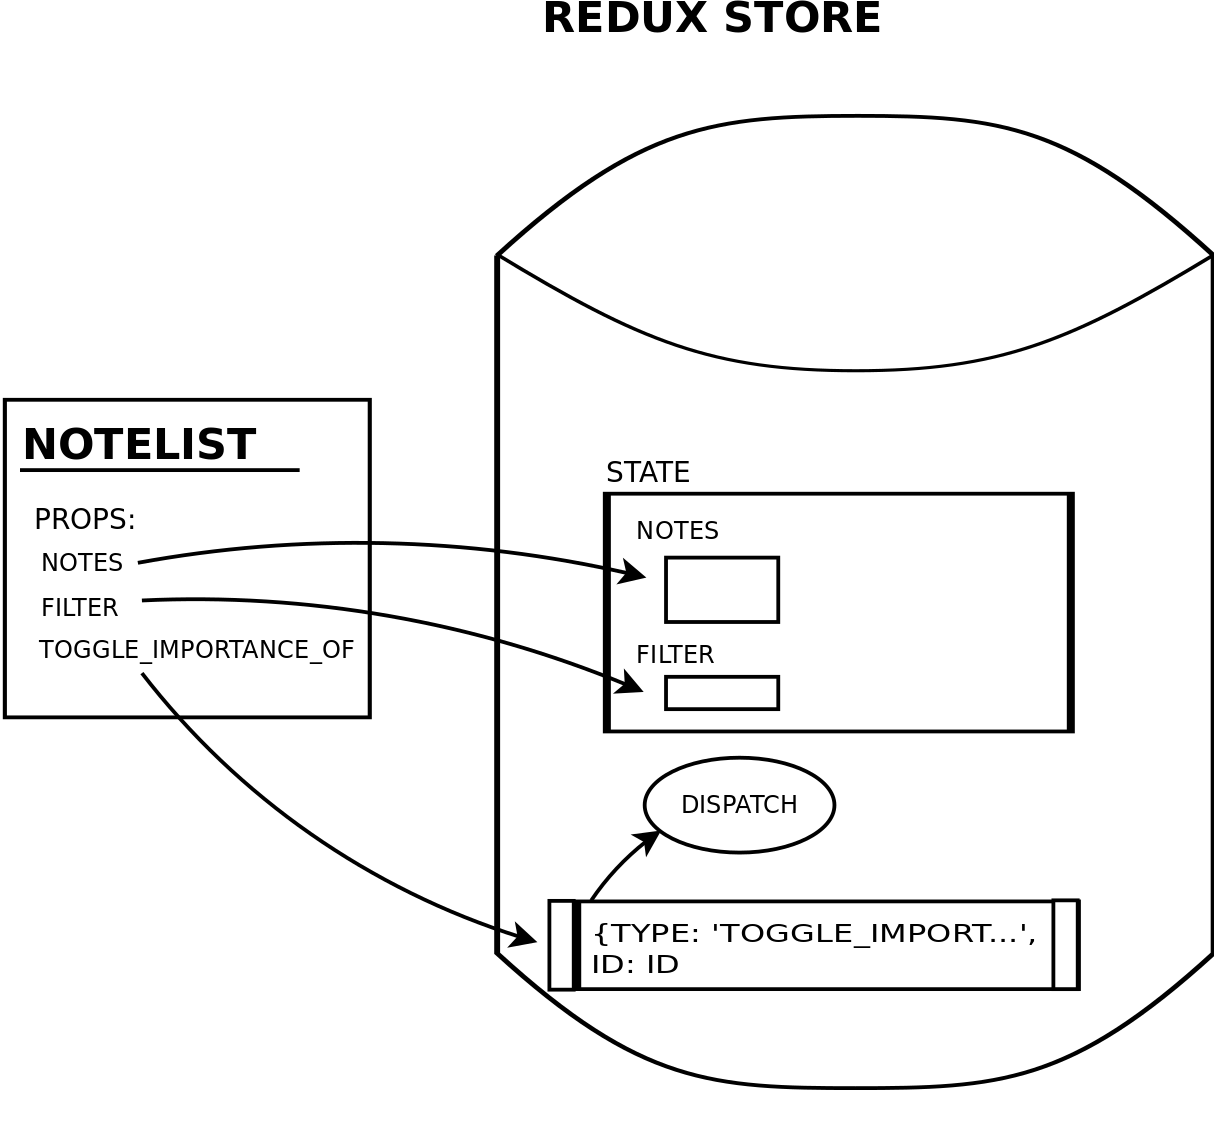 REDUX STORE
NOTELIST
PROPS:
NOTES
FILTER
TOGGLE_IMPORTANCE_OF
STATE
NOTES
FILTER
DISPATCH
{TYPE: 'TOGGLE_IMPORT...',
ID: ID